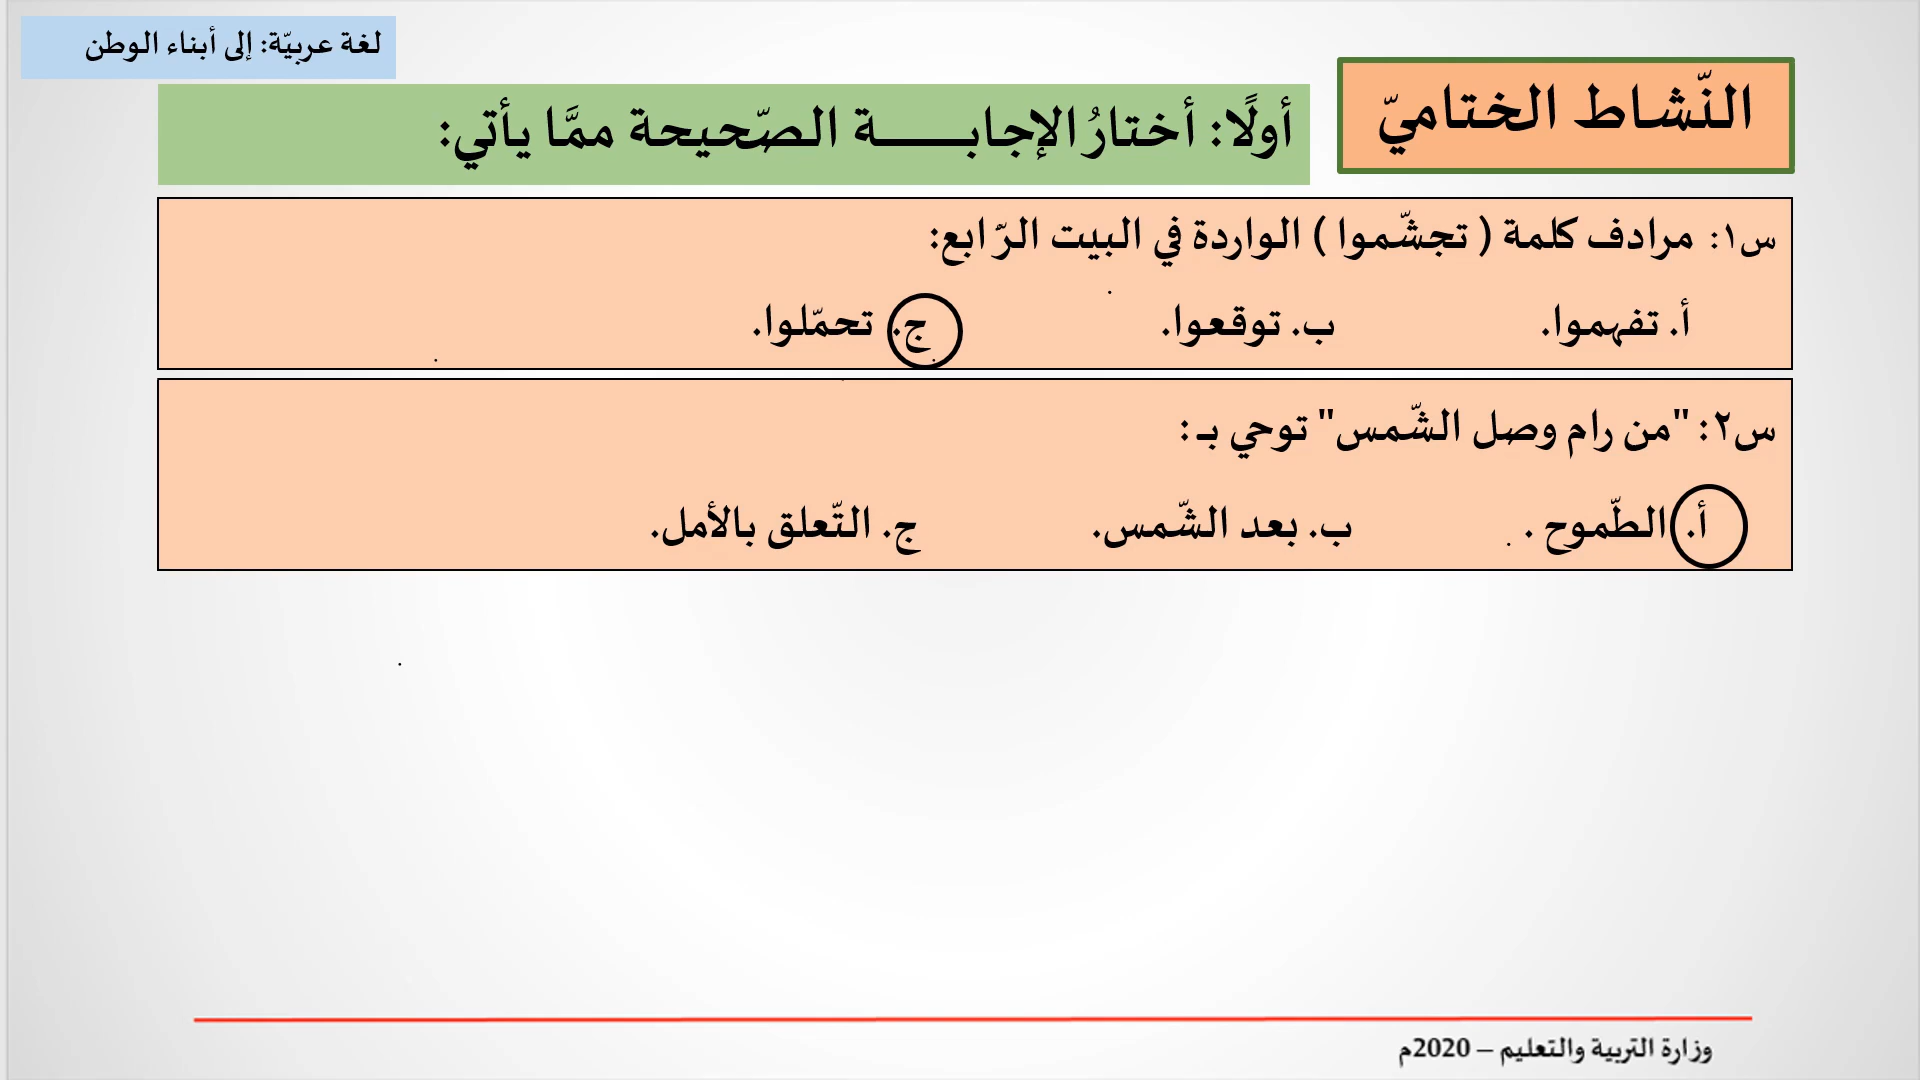 لغة عربيّة: إلى أبناء الوطن
النّشاط الختاميّ
أولًا: أختارُ الإجابـــــــة الصّحيحة ممَّا يأتي:
س١: مرادف كلمة ( تجشّموا ) الواردة في البيت الرّابع:
أ. تفهموا. ب. توقعوا. ج. تحمّلوا.
س٢: "من رام وصل الشّمس" توحي بـ :
أ. الطّموح . ب. بعد الشّمس. ج. التّعلق بالأمل.
وزارة التربية والتعليم – 2020م